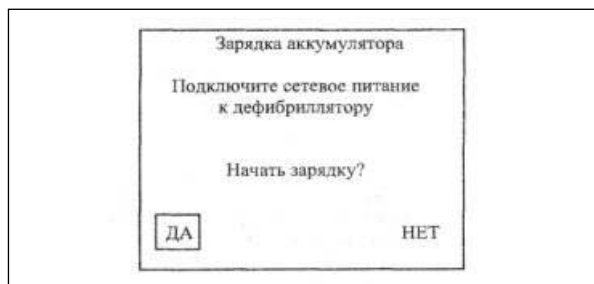 Зарядка аккумулятора
Подключите сетевое питание
к дефибриллятору
Начать зарядку?
ДА НЕТ